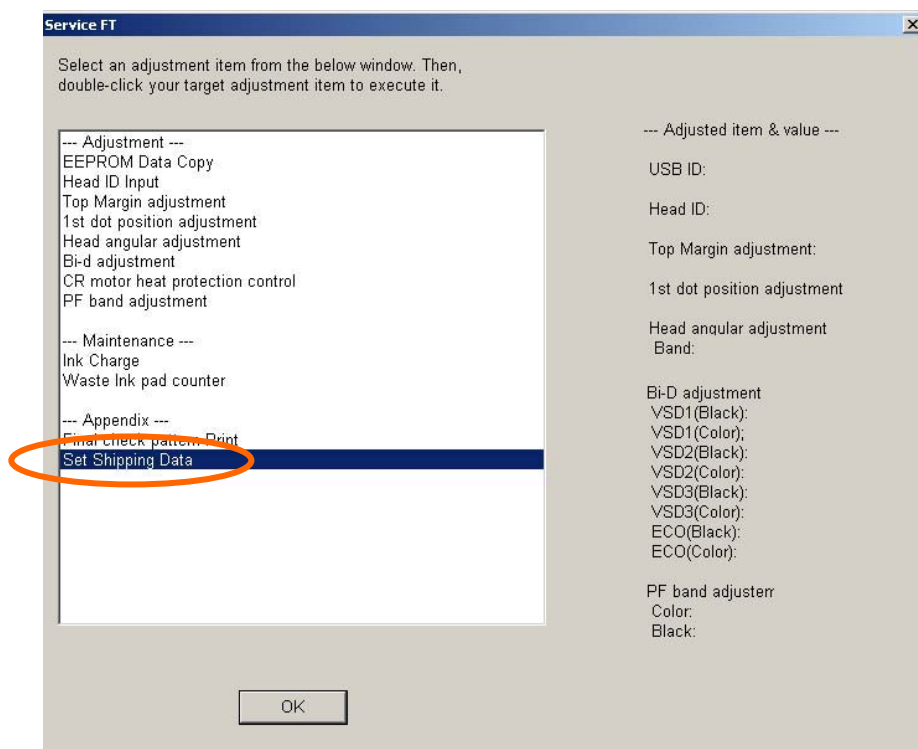 Service FT
Select an adjustment item from the below window. Then,
double-click your target adjustment item to execute it.
--- Adjustment ---
EEPROM Data Copy
Head ID Input
Top Margin adjustment
1st dot position adjustment
Head angular adjustment
Bi-d adjustment
CR motor heat protection control
PF band adjustment
--- Maintenance ---
Ink Charge
Waste Ink pad counter
--- Appendix ---
Final check pattern Print
Set Shipping Data
OK
--- Adjusted item & value ---
USB ID:
Head ID:
Top Margin adjustment:
1st dot position adjustment
Head angular adjustment
Band:
Bi-D adjustment
VSD1(Black):
VSD1(Color);
VSD2(Black):
VSD2(Color):
VSD3(Black):
VSD3(Color):
ECO(Black):
ECO(Color):
PF band adjusterr
Color:
Black: